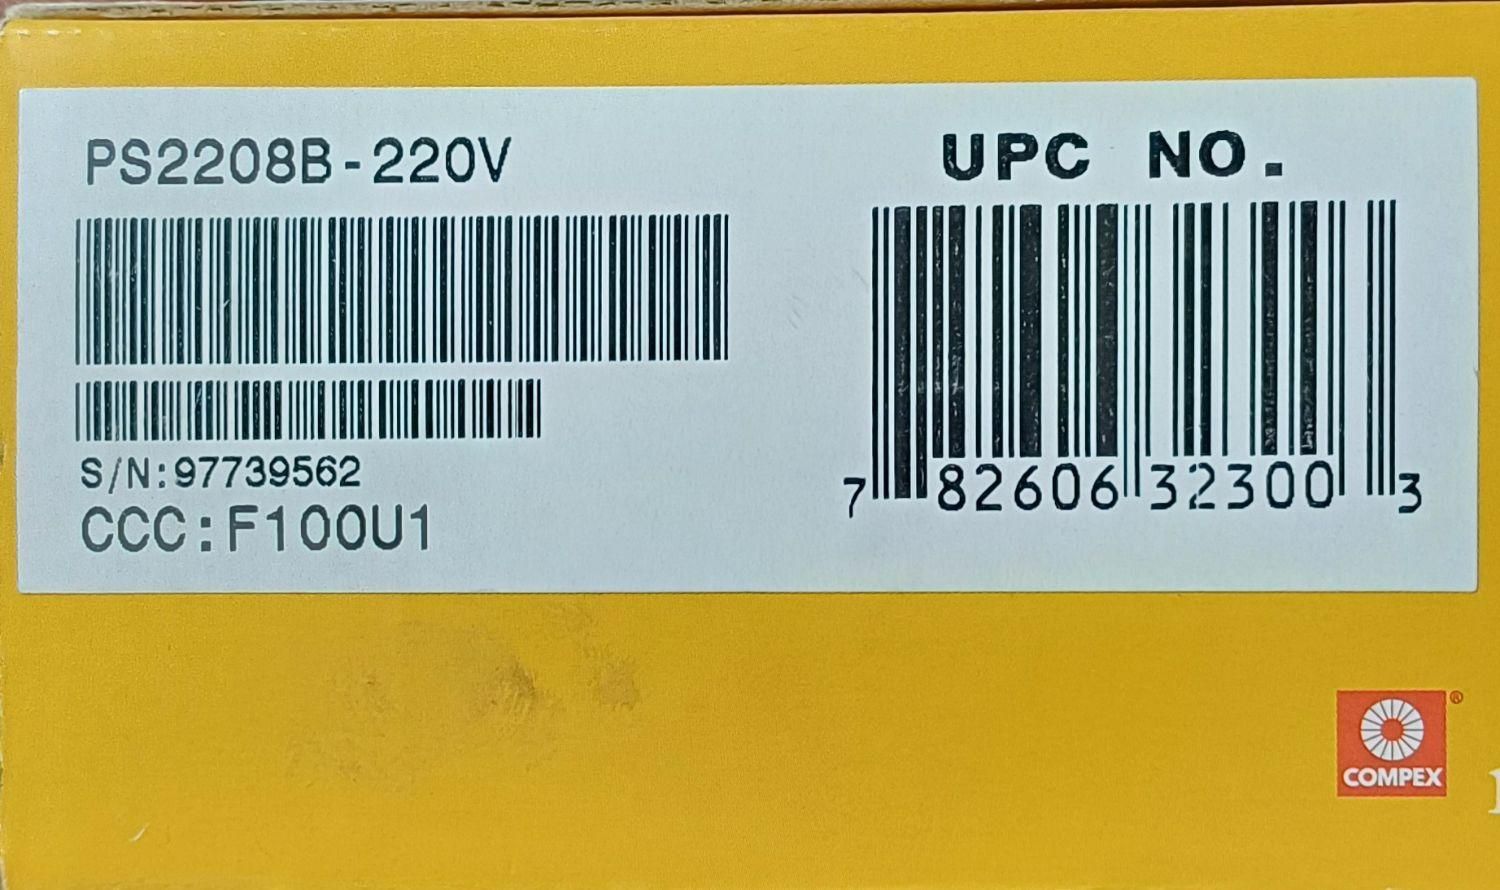 PS2208B-220V
UPC NO.
S/N:97739562
CCC:F100U1
7 82606 32300 3
COMPEX ®